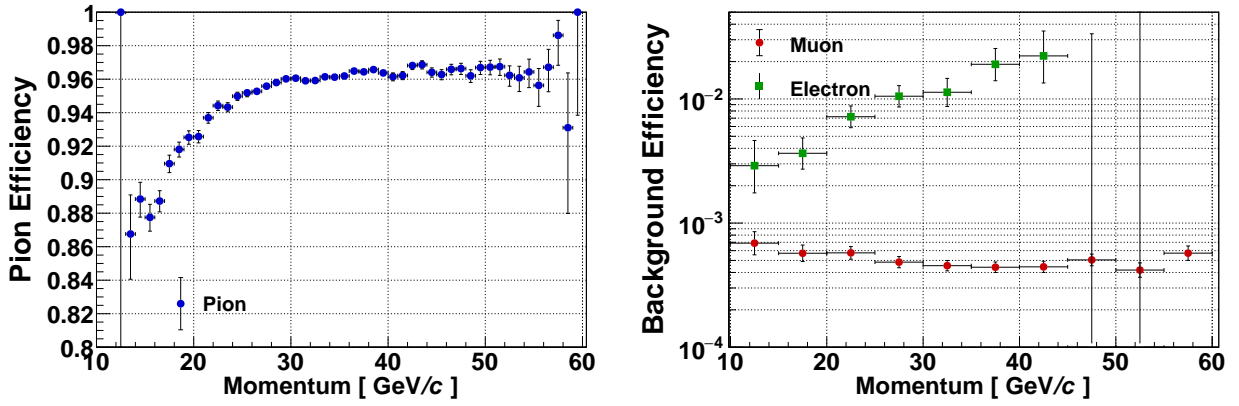 Pion Efficiency
1
0.98
0.96
0.94
0.92
0.9
0.88
0.86
0.84
0.82
0.8
Pion
10 20 30 40 50 60
Momentum [ GeV/c ]
Background Efficiency
Muon
Electron
10⁻²
10⁻³
10⁻⁴
10 20 30 40 50 60
Momentum [ GeV/c ]